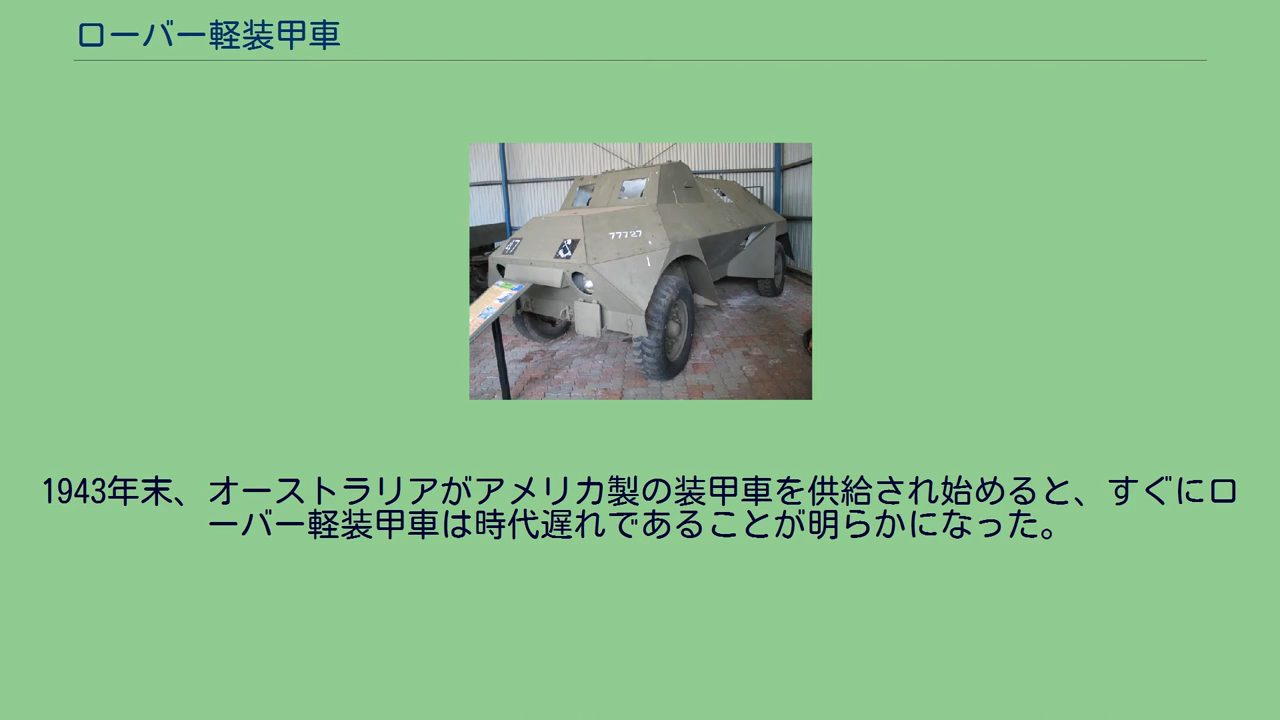 ローバー軽装甲車
77727
47
1943年末、オーストラリアがアメリカ製の装甲車を供給され始めると、すぐにロ
ーバー軽装甲車は時代遅れであることが明らかになった。